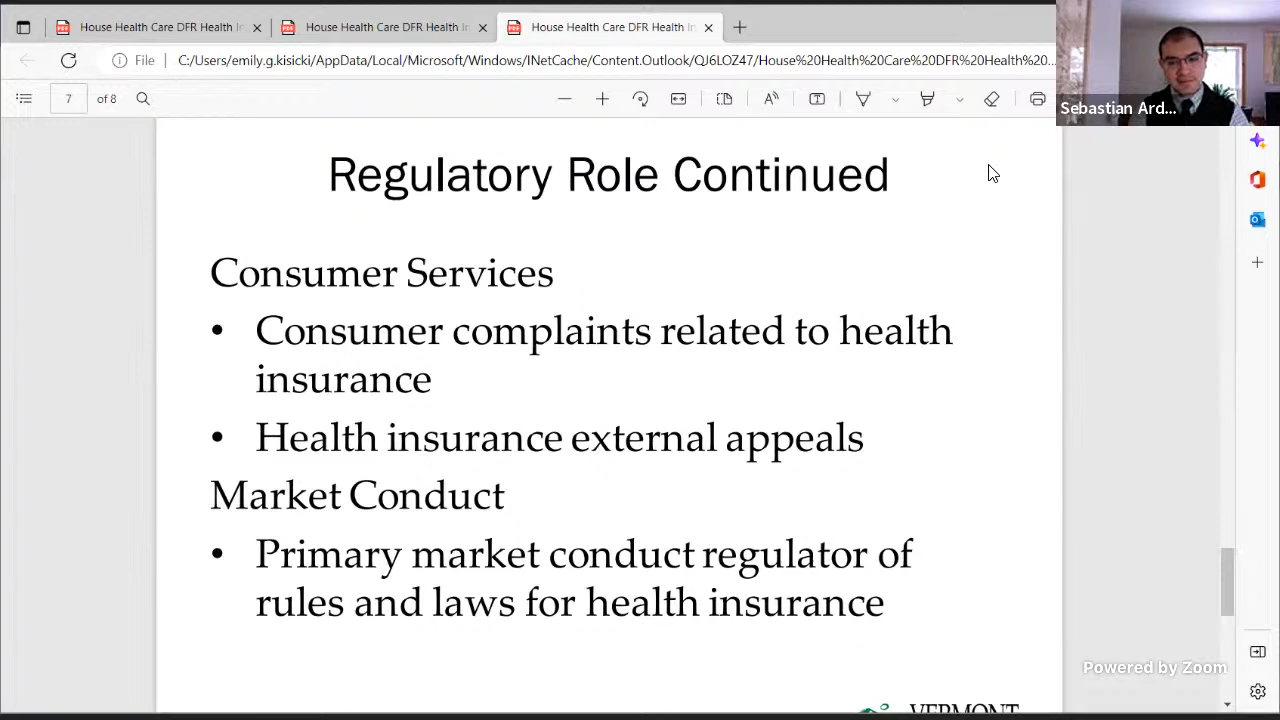 House Health Care DFR Health In
House Health Care DFR Health In
House Health Care DFR Health In
File
C:/Users/emily.g.kisicki/AppData/Local/Microsoft/Windows/INetCache/Content.Outlook/QJ6LOZ47/House%20Health%20Care%20DFR%20Health%20...
7 of 8
Sebastian Ard...
Regulatory Role Continued
Consumer Services
• Consumer complaints related to health
insurance
• Health insurance external appeals
Market Conduct
• Primary market conduct regulator of
rules and laws for health insurance
Powered by Zoom
VERMONT